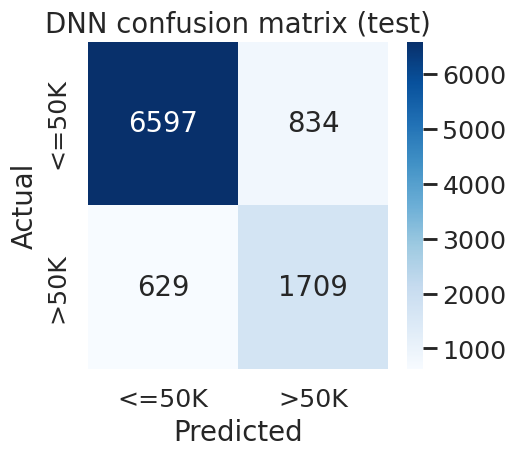 DNN confusion matrix (test)
Actual
<=50K
6597
834
>50K
629
1709
<=50K
>50K
Predicted
6000
5000
4000
3000
2000
1000